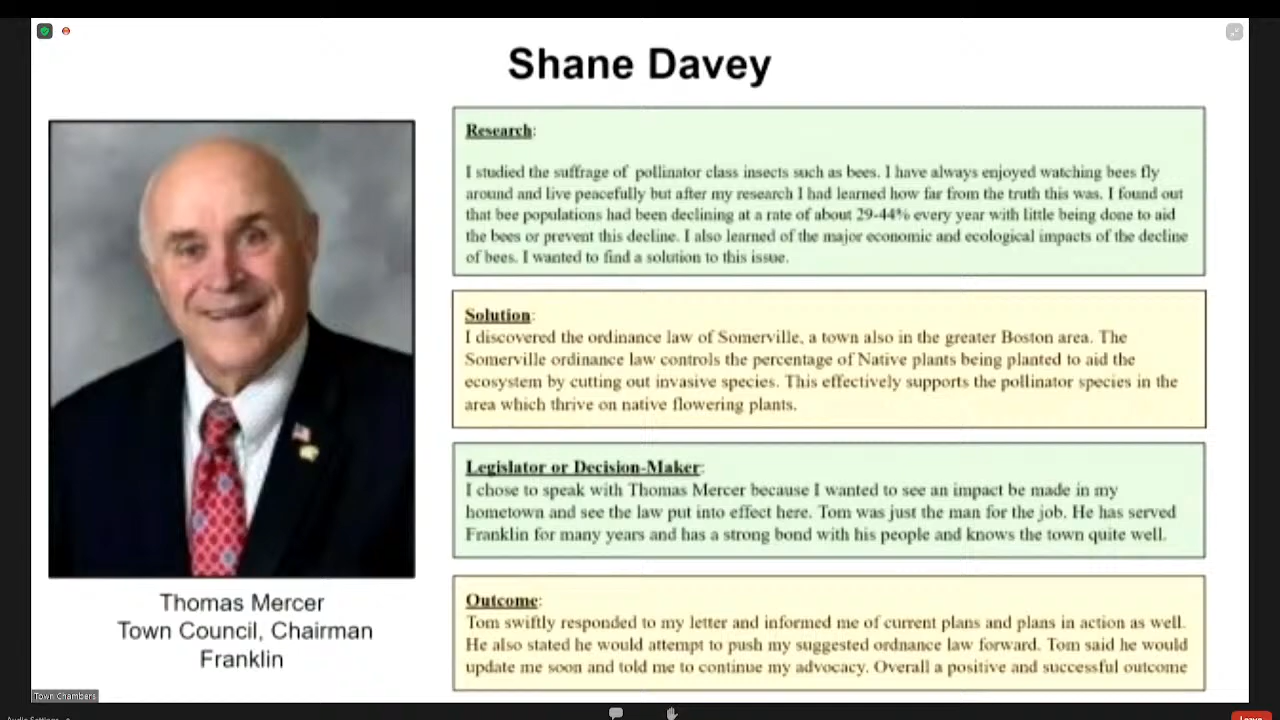 Shane Davey
Research:
I studied the suffrage of pollinator class insects such as bees. I have always enjoyed watching bees fly
around and live peacefully but after my research I had learned how far from the truth this was. I found out
that bee populations had been declining at a rate of about 29-44% every year with little being done to aid
the bees or prevent this decline. I also learned of the major economic and ecological impacts of the decline
of bees. I wanted to find a solution to this issue.
Solution:
I discovered the ordinance law of Somerville, a town also in the greater Boston area. The
Somerville ordinance law controls the percentage of Native plants being planted to aid the
ecosystem by cutting out invasive species. This effectively supports the pollinator species in the
area which thrive on native flowering plants.
Legislator or Decision-Maker:
I chose to speak with Thomas Mercer because I wanted to see an impact be made in my
hometown and see the law put into effect here. Tom was just the man for the job. He has served
Franklin for many years and has a strong bond with his people and knows the town quite well.
Outcome:
Tom swiftly responded to my letter and informed me of current plans and plans in action as well.
He also stated he would attempt to push my suggested ordnance law forward. Tom said he would
update me soon and told me to continue my advocacy. Overall a positive and successful outcome
Thomas Mercer
Town Council, Chairman
Franklin
Town Chambers
Audio Settings
Leave